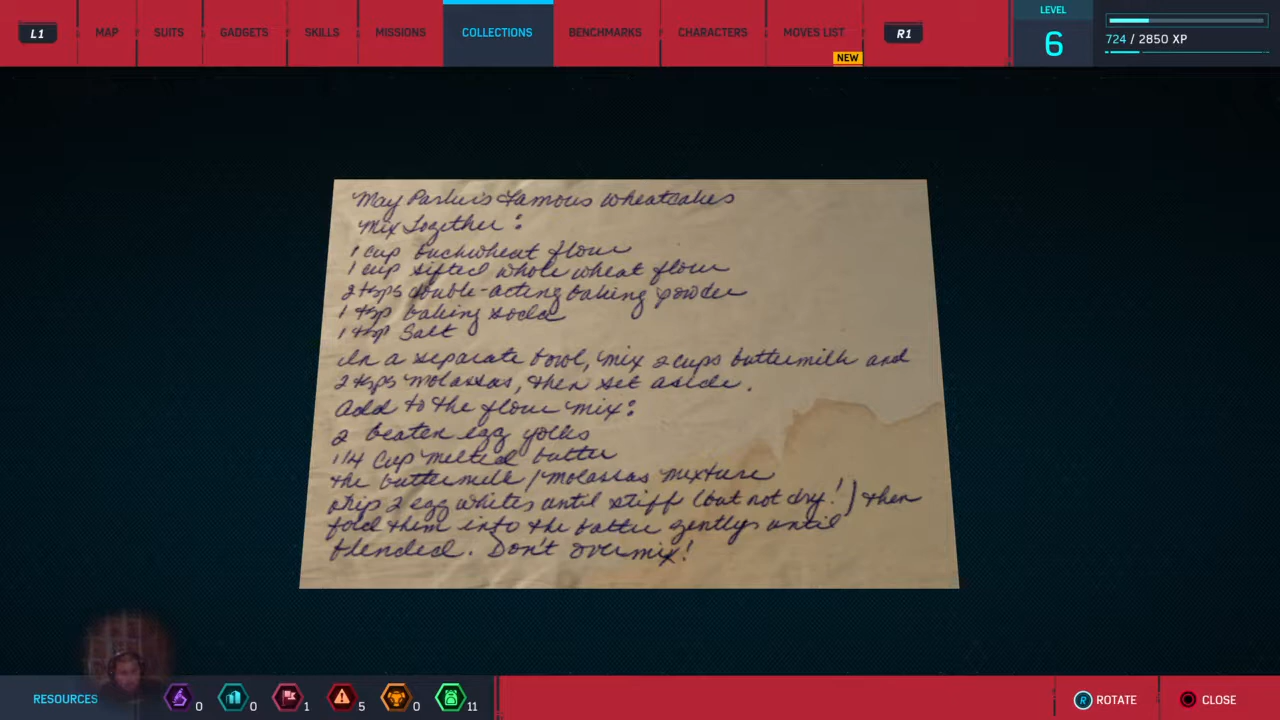 L1
MAP
SUITS
GADGETS
SKILLS
MISSIONS
COLLECTIONS
BENCHMARKS
CHARACTERS
MOVES LIST
NEW
R1
LEVEL
6
724 / 2850 XP
May Parker's Famous wheatcakes
Mix Together:
1 cup buckwheat flour
1 cup sifted whole wheat flour
2 tsps double-acting baking powder
1 tsp baking soda
1 tsp Salt
In a separate bowl, mix 2 cups buttermilk and
2 tsps molassas, then set aside.
Add to the flour mix:
2 beaten egg yolks
1/4 Cup melted butter
the buttermilk/molassas mixture
whip 2 egg whites until stiff (but not dry!) then
fold them into the batter gently until
blended. Don't overmix!
RESOURCES
0
0
1
5
0
11
R ROTATE
CLOSE